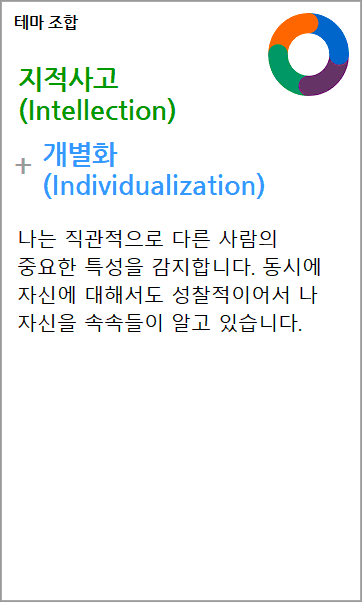 테마 조합
지적사고
(Intellection)
+ 개별화
(Individualization)
나는 직관적으로 다른 사람의
중요한 특성을 감지합니다. 동시에
자신에 대해서도 성찰적이어서 나
자신을 속속들이 알고 있습니다.